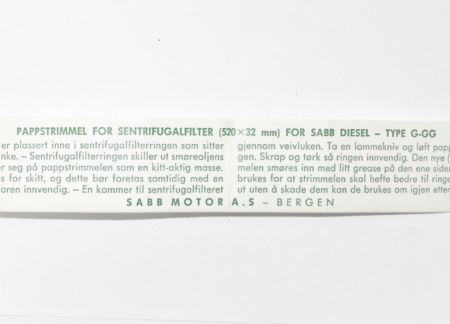 PAPPSTRIMMEL FOR SENTRIFUGALFILTER (520 × 32 mm) FOR SABB DIESEL – TYPE G-GG
er plassert inne i sentrifugalfilterringen som sitter
nke. – Sentrifugalfilterringen skiller ut smøreoljens
er seg på pappstrimmelen som en kitt-aktig masse.
s for skitt, og dette bør foretas samtidig med en
oren innvendig. – En kommer til sentrifugalfilteret
gjennom veivluken. Ta en lommekniv og løft papp
gen. Skrap og tørk så ringen innvendig. Den nye (
melen smøres inn med litt grease på den ene siden
brukes for at strimmelen skal hefte bedre til ringe
ut uten å skade dem kan de brukes om igjen etter
SABB MOTOR A.S – BERGEN